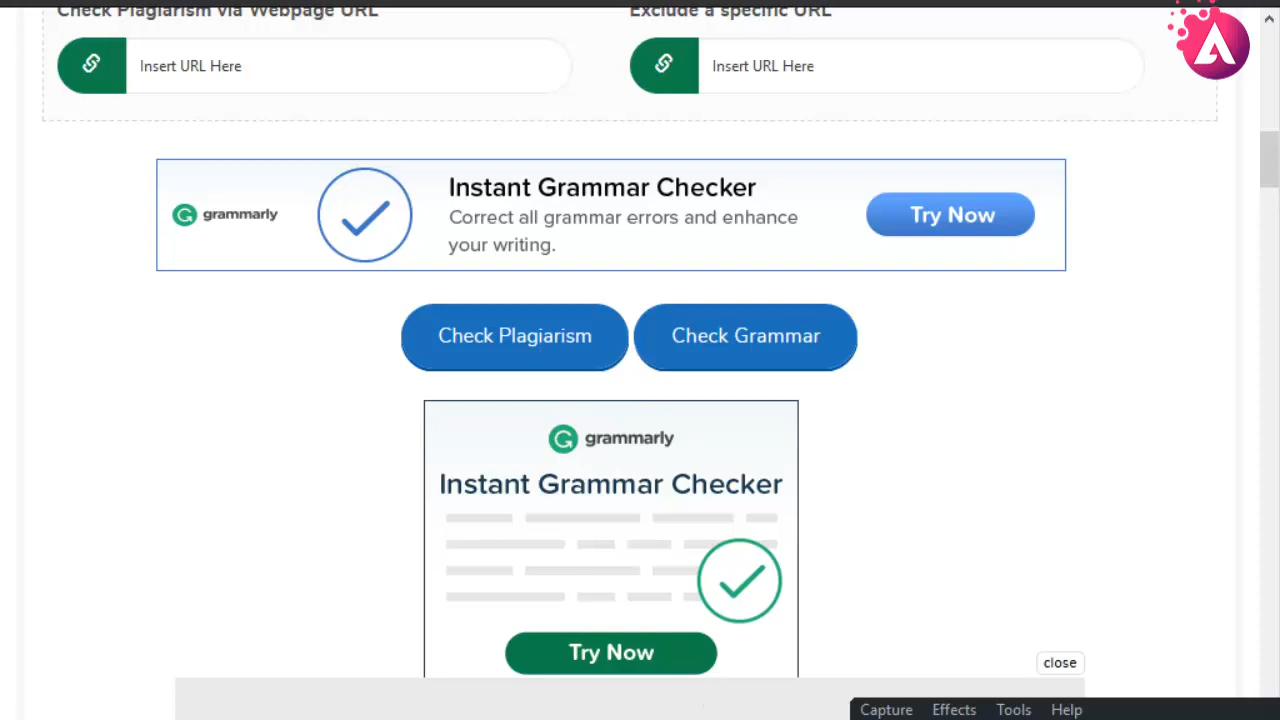 Check Plagiarism via Webpage URL
Exclude a specific URL
Insert URL Here
Insert URL Here
grammarly
Instant Grammar Checker
Correct all grammar errors and enhance
your writing.
Try Now
Check Plagiarism
Check Grammar
grammarly
Instant Grammar Checker
Try Now
close
Capture Effects Tools Help